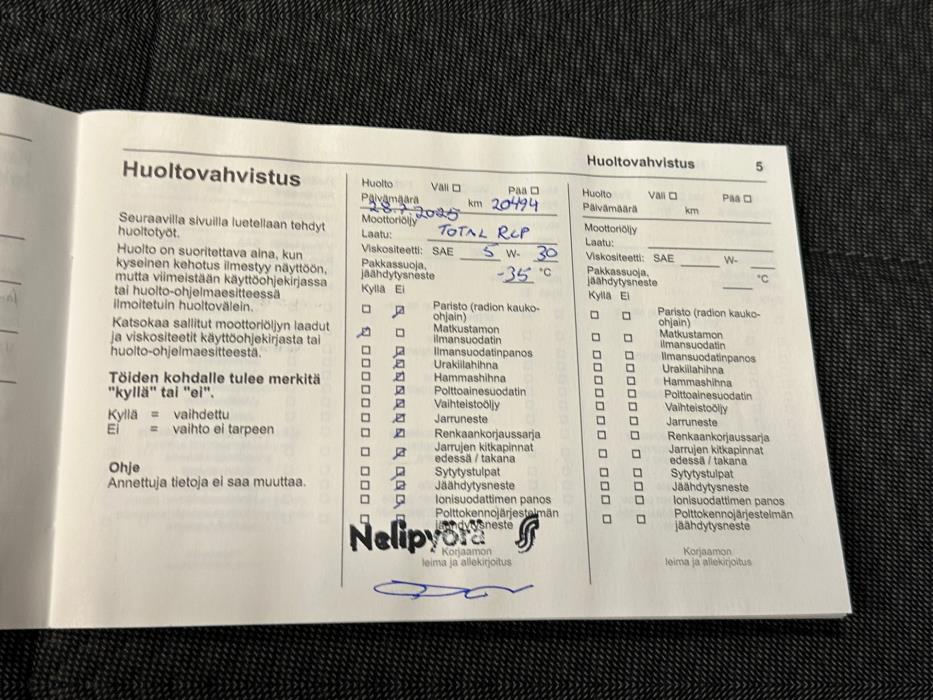 Huoltovahvistus
Seuraavilla sivuilla luetellaan tehdyt
huoltotyöt.
Huolto on suoritettava aina, kun
kyseinen kehotus ilmestyy näyttöön,
mutta viimeistään käyttöohjekirjassa
tai huolto-ohjelmaesitteessä
ilmoitetuin huoltovälein.
Katsokaa sallitut moottoriöljyn laadut
ja viskositeetit käyttöohjekirjasta tai
huolto-ohjelmaesitteestä.
Töiden kohdalle tulee merkitä
"kyllä" tai "ei".
Kyllä = vaihdettu
Ei = vaihto ei tarpeen
Ohje
Annettuja tietoja ei saa muuttaa.
Huoltovahvistus 5
Huolto Väli ☐ Pää ☐
Päivämäärä km 20494
28.7.2025
Moottoriöljy
Laatu: TOTAL RCP
Viskositeetti: SAE 5 W- 30
Pakkassuoja,
jäähdytysneste -35 °C
Kyllä Ei
☐ ☒ Paristo (radion kauko-
ohjain)
☒ ☐ Matkustamon
ilmansuodatin
☐ ☒ Ilmansuodatinpanos
☐ ☒ Urakiilahihna
☐ ☒ Hammashihna
☐ ☒ Polttoainesuodatin
☐ ☒ Vaihteistoöljy
☐ ☒ Jarruneste
☐ ☒ Renkaankorjaussarja
☐ ☒ Jarrujen kitkapinnat
edessä / takana
☐ ☒ Sytytystulpat
☐ ☒ Jäähdytysneste
☐ ☒ Ionisuodattimen panos
☐ ☐ Polttokennojärjestelmän
jäähdytysneste
Nelipyörä
Korjaamon
leima ja allekirjoitus
Huolto Väli ☐ Pää ☐
Päivämäärä km
Moottoriöljy
Laatu:
Viskositeetti: SAE W-
Pakkassuoja,
jäähdytysneste °C
Kyllä Ei
☐ ☐ Paristo (radion kauko-
ohjain)
☐ ☐ Matkustamon
ilmansuodatin
☐ ☐ Ilmansuodatinpanos
☐ ☐ Urakiilahihna
☐ ☐ Hammashihna
☐ ☐ Polttoainesuodatin
☐ ☐ Vaihteistoöljy
☐ ☐ Jarruneste
☐ ☐ Renkaankorjaussarja
☐ ☐ Jarrujen kitkapinnat
edessä / takana
☐ ☐ Sytytystulpat
☐ ☐ Jäähdytysneste
☐ ☐ Ionisuodattimen panos
☐ ☐ Polttokennojärjestelmän
jäähdytysneste
Korjaamon
leima ja allekirjoitus